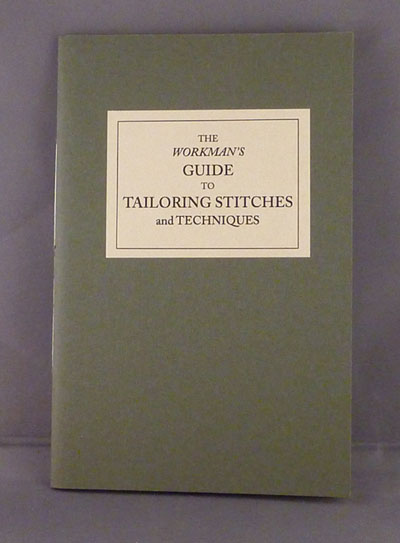 THE
WORKMAN'S
GUIDE
TO
TAILORING STITCHES
and TECHNIQUES